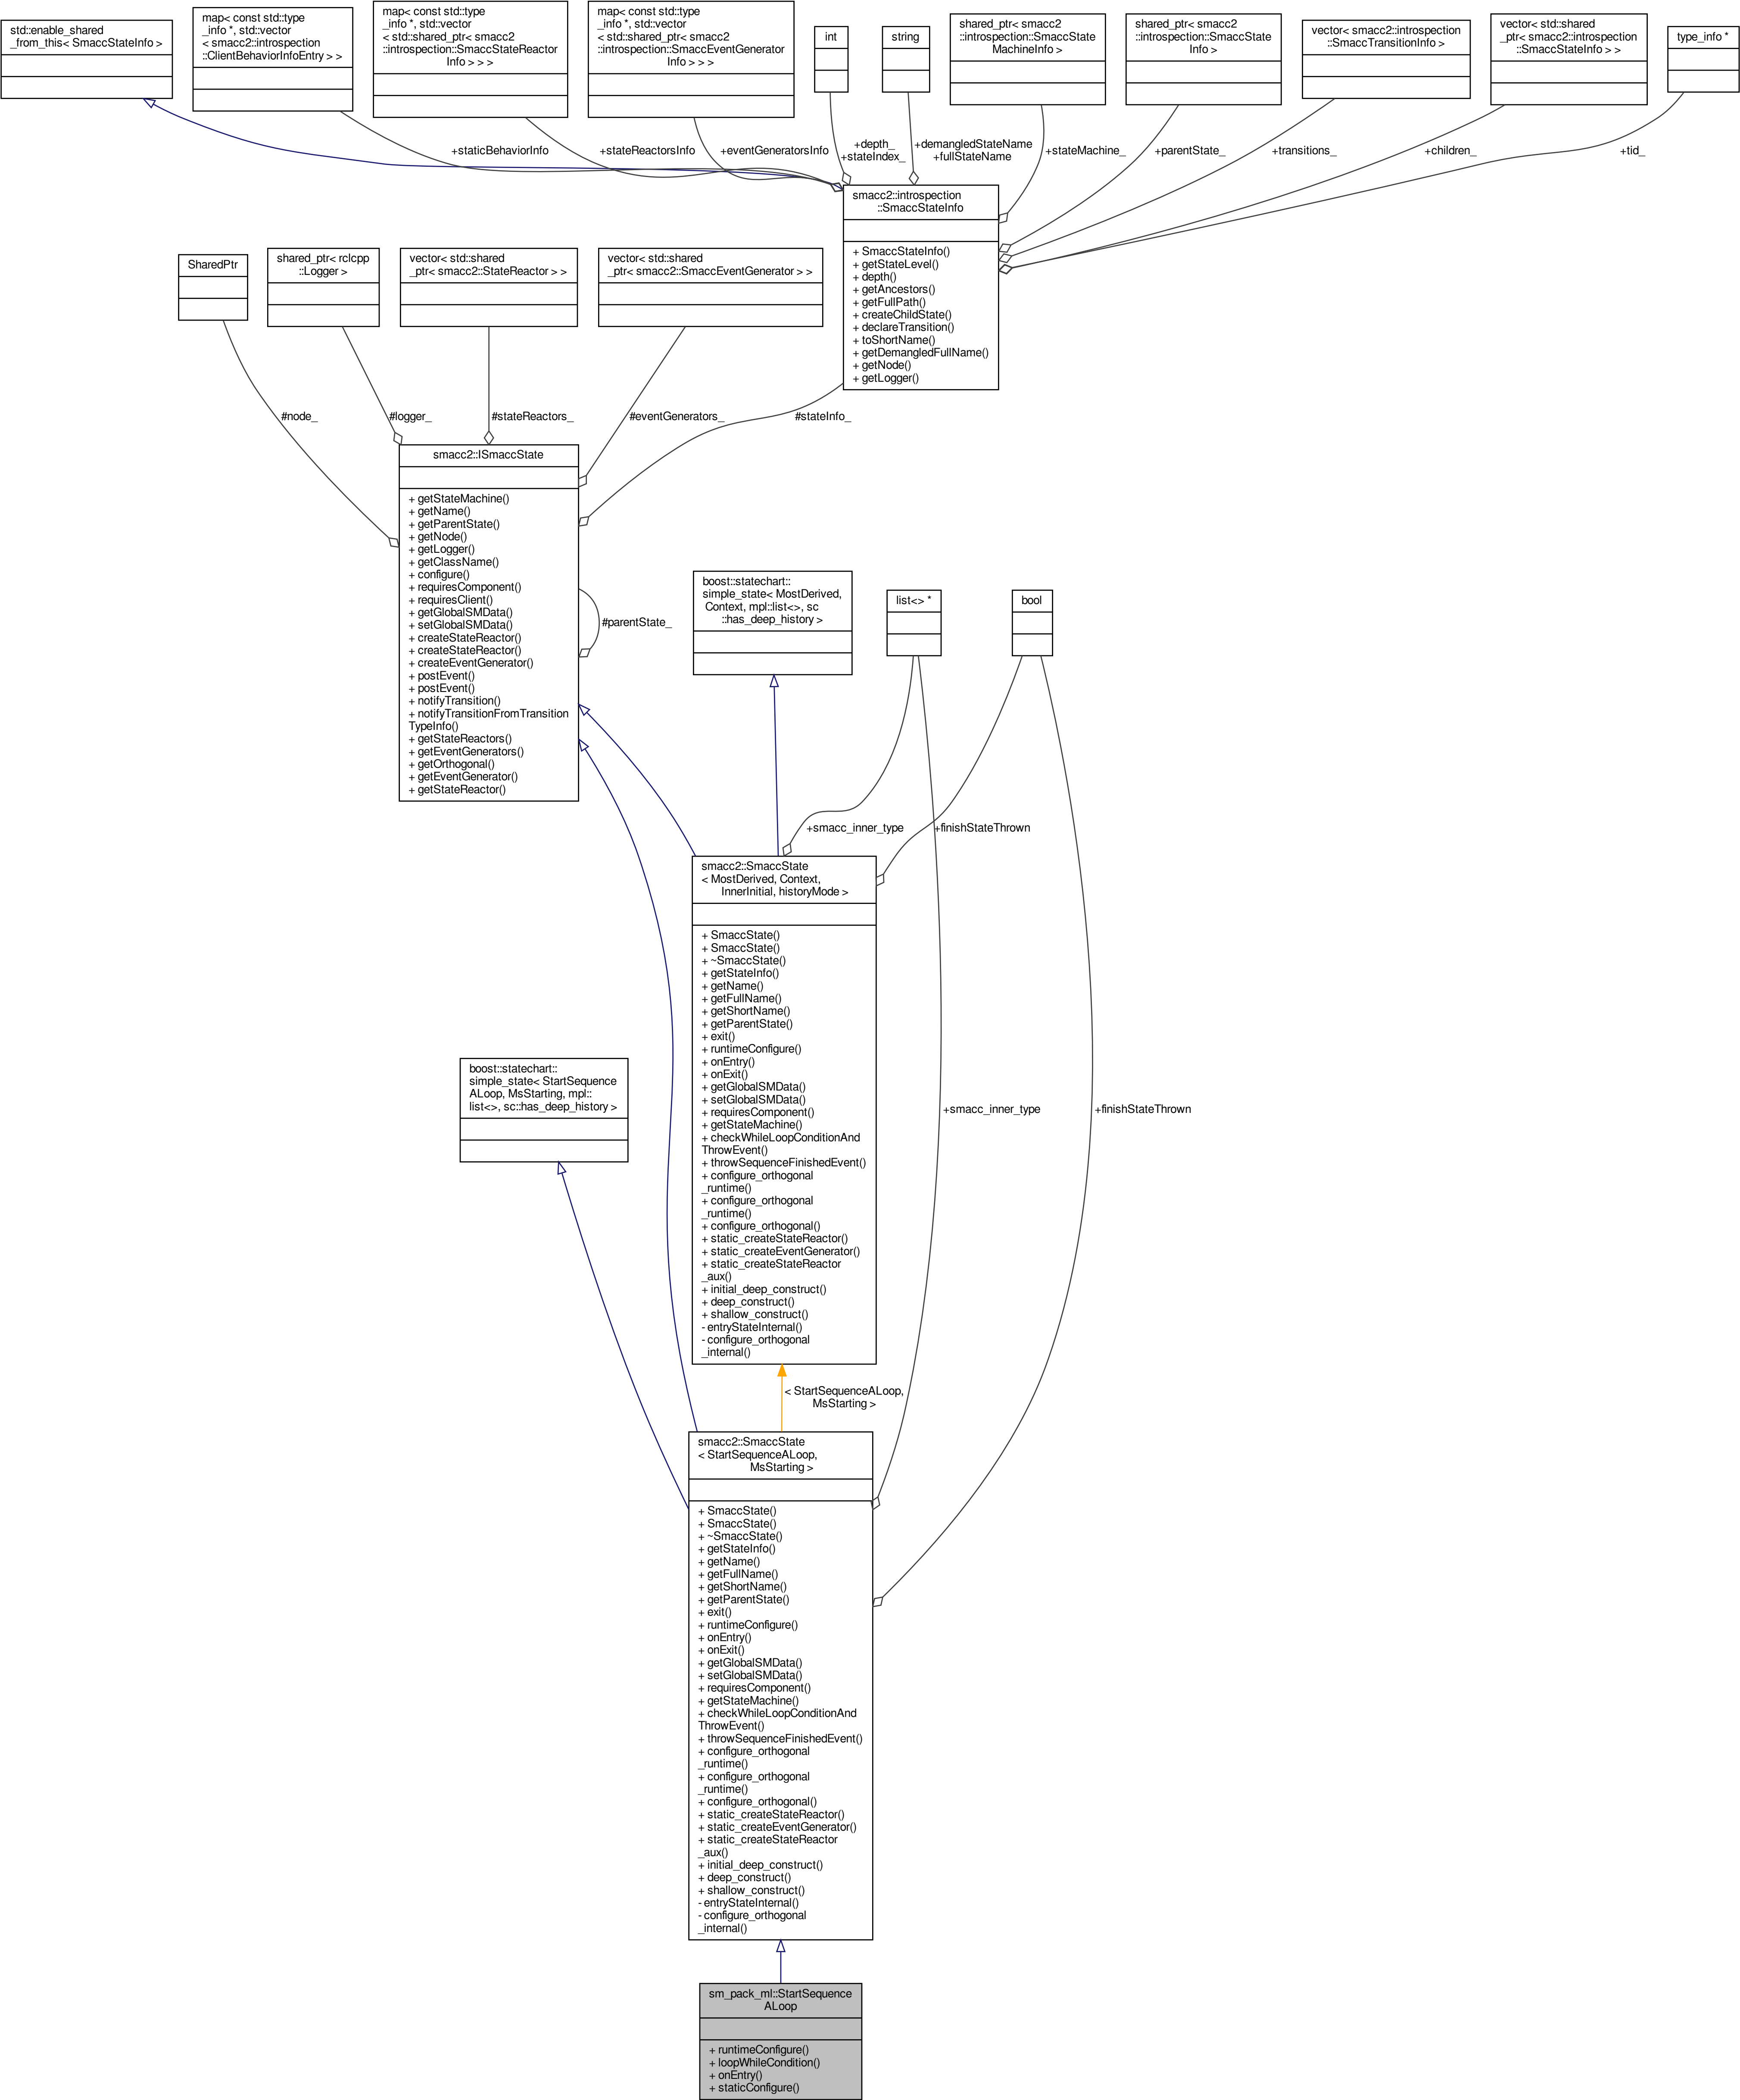 std::enable_shared
_from_this< SmaccStateInfo >
map< const std::type
_info *, std::vector
< smacc2::introspection
::ClientBehaviorInfoEntry > >
map< const std::type
_info *, std::vector
< std::shared_ptr< smacc2
::introspection::SmaccStateReactor
Info > > >
map< const std::type
_info *, std::vector
< std::shared_ptr< smacc2
::introspection::SmaccEventGenerator
Info > > >
int
string
shared_ptr< smacc2
::introspection::SmaccState
MachineInfo >
shared_ptr< smacc2
::introspection::SmaccState
Info >
vector< smacc2::introspection
::SmaccTransitionInfo >
vector< std::shared
_ptr< smacc2::introspection
::SmaccStateInfo > >
type_info *
+staticBehaviorInfo
+stateReactorsInfo
+eventGeneratorsInfo
+depth_
+stateIndex_
+demangledStateName
+fullStateName
+stateMachine_
+parentState_
+transitions_
+children_
+tid_
smacc2::introspection
::SmaccStateInfo
+ SmaccStateInfo()
+ getStateLevel()
+ depth()
+ getAncestors()
+ getFullPath()
+ createChildState()
+ declareTransition()
+ toShortName()
+ getDemangledFullName()
+ getNode()
+ getLogger()
SharedPtr
shared_ptr< rclcpp
::Logger >
vector< std::shared
_ptr< smacc2::StateReactor > >
vector< std::shared
_ptr< smacc2::SmaccEventGenerator > >
#node_
#logger_
#stateReactors_
#eventGenerators_
#stateInfo_
smacc2::ISmaccState
+ getStateMachine()
+ getName()
+ getParentState()
+ getNode()
+ getLogger()
+ getClassName()
+ configure()
+ requiresComponent()
+ requiresClient()
+ getGlobalSMData()
+ setGlobalSMData()
+ createStateReactor()
+ createStateReactor()
+ createEventGenerator()
+ postEvent()
+ postEvent()
+ notifyTransition()
+ notifyTransitionFromTransition
TypeInfo()
+ getStateReactors()
+ getEventGenerators()
+ getOrthogonal()
+ getEventGenerator()
+ getStateReactor()
#parentState_
boost::statechart::
simple_state< MostDerived,
Context, mpl::list<>, sc
::has_deep_history >
list<> *
bool
+smacc_inner_type
+finishStateThrown
smacc2::SmaccState
< MostDerived, Context,
InnerInitial, historyMode >
+ SmaccState()
+ SmaccState()
+ ~SmaccState()
+ getStateInfo()
+ getName()
+ getFullName()
+ getShortName()
+ getParentState()
+ exit()
+ runtimeConfigure()
+ onEntry()
+ onExit()
+ getGlobalSMData()
+ setGlobalSMData()
+ requiresComponent()
+ getStateMachine()
+ checkWhileLoopConditionAnd
ThrowEvent()
+ throwSequenceFinishedEvent()
+ configure_orthogonal
_runtime()
+ configure_orthogonal
_runtime()
+ configure_orthogonal()
+ static_createStateReactor()
+ static_createEventGenerator()
+ static_createStateReactor
_aux()
+ initial_deep_construct()
+ deep_construct()
+ shallow_construct()
- entryStateInternal()
- configure_orthogonal
_internal()
boost::statechart::
simple_state< StartSequence
ALoop, MsStarting, mpl::
list<>, sc::has_deep_history >
+smacc_inner_type
+finishStateThrown
< StartSequenceALoop,
MsStarting >
smacc2::SmaccState
< StartSequenceALoop,
MsStarting >
+ SmaccState()
+ SmaccState()
+ ~SmaccState()
+ getStateInfo()
+ getName()
+ getFullName()
+ getShortName()
+ getParentState()
+ exit()
+ runtimeConfigure()
+ onEntry()
+ onExit()
+ getGlobalSMData()
+ setGlobalSMData()
+ requiresComponent()
+ getStateMachine()
+ checkWhileLoopConditionAnd
ThrowEvent()
+ throwSequenceFinishedEvent()
+ configure_orthogonal
_runtime()
+ configure_orthogonal
_runtime()
+ configure_orthogonal()
+ static_createStateReactor()
+ static_createEventGenerator()
+ static_createStateReactor
_aux()
+ initial_deep_construct()
+ deep_construct()
+ shallow_construct()
- entryStateInternal()
- configure_orthogonal
_internal()
sm_pack_ml::StartSequence
ALoop
+ runtimeConfigure()
+ loopWhileCondition()
+ onEntry()
+ staticConfigure()